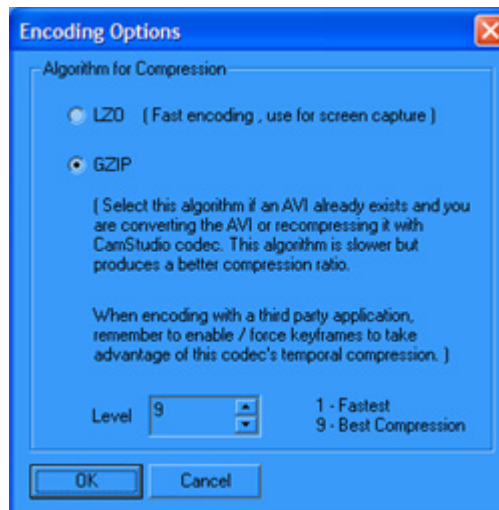 Encoding Options
Algorithm for Compression
LZO ( Fast encoding , use for screen capture )
GZIP
( Select this algorithm if an AVI already exists and you
are converting the AVI or recompressing it with
CamStudio codec. This algorithm is slower but
produces a better compression ratio.
When encoding with a third party application,
remember to enable / force keyframes to take
advantage of this codec's temporal compression. )
Level 9 1 - Fastest
9 - Best Compression
OK Cancel